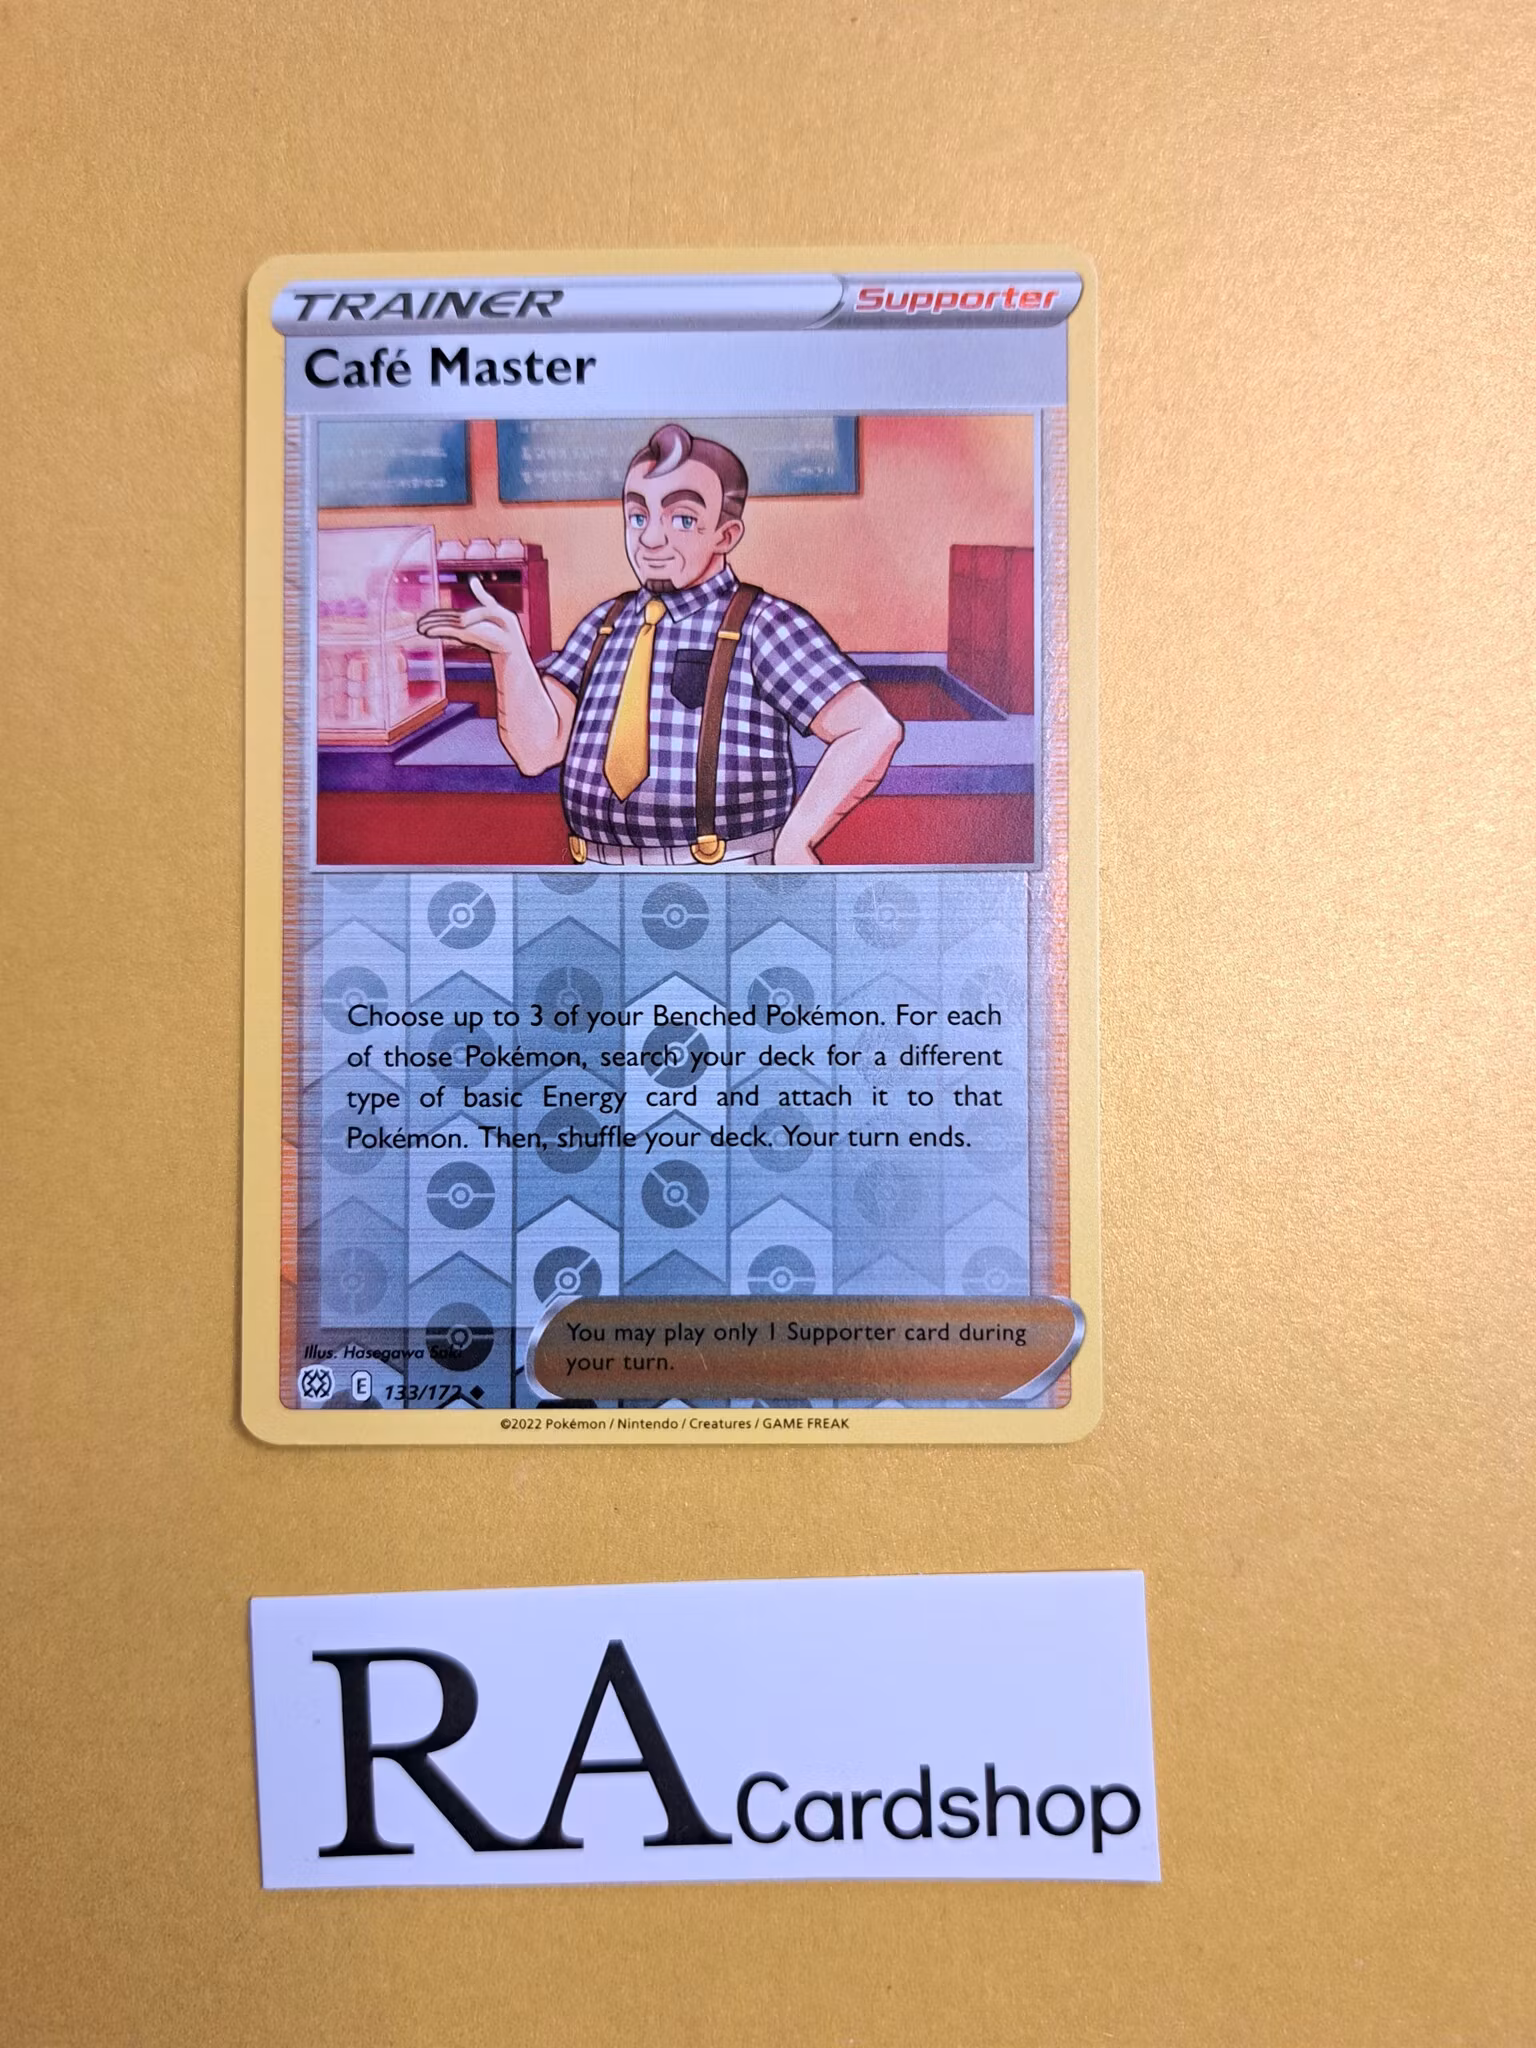 TRAINER Supporter
Café Master
Choose up to 3 of your Benched Pokémon. For each
of those Pokémon, search your deck for a different
type of basic Energy card and attach it to that
Pokémon. Then, shuffle your deck. Your turn ends.
You may play only 1 Supporter card during
your turn.
Illus. Hasegawa Saki
E 133/172
©2022 Pokémon / Nintendo / Creatures / GAME FREAK
RA Cardshop